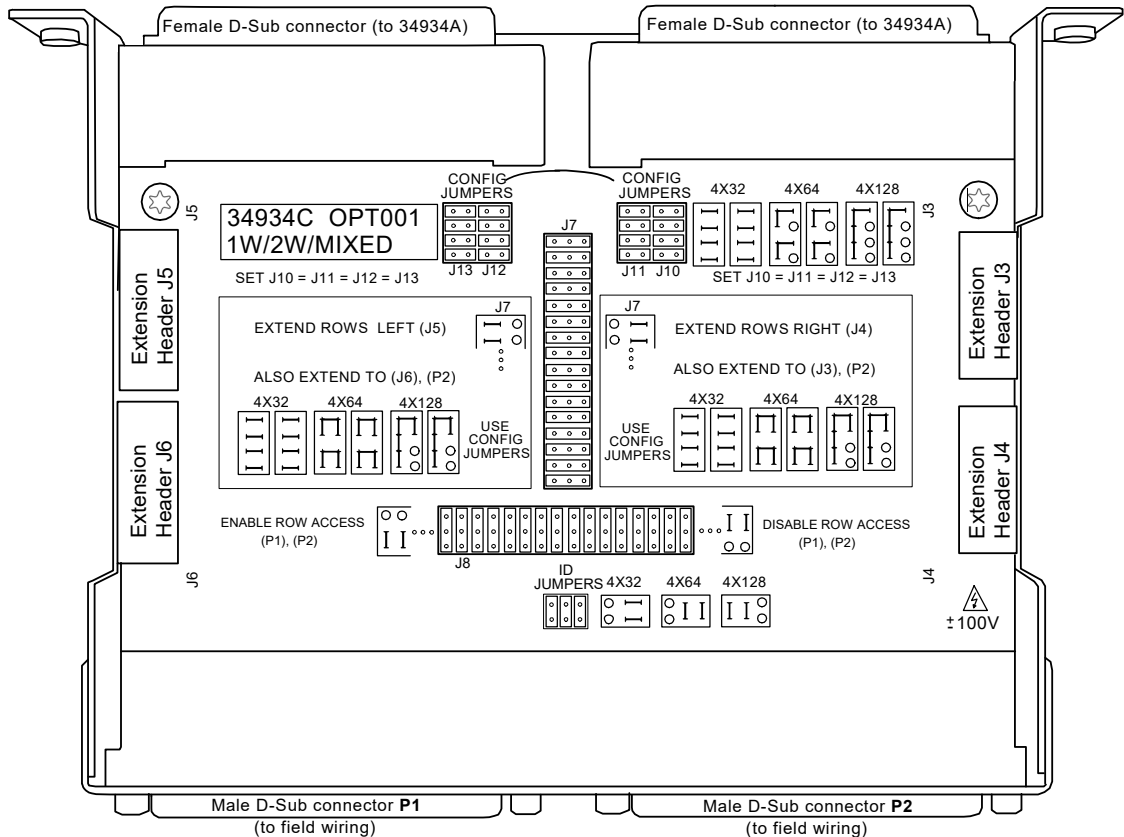 Female D-Sub connector (to 34934A)
Female D-Sub connector (to 34934A)
J5
34934C OPT001
1W/2W/MIXED
SET J10 = J11 = J12 = J13
CONFIG
JUMPERS
J13 J12
J7
CONFIG
JUMPERS
J11 J10
4X32 4X64 4X128
SET J10 = J11 = J12 = J13
J3
Extension
Header J5
Extension
Header J3
EXTEND ROWS LEFT (J5)
J7
ALSO EXTEND TO (J6), (P2)
4X32 4X64 4X128
USE
CONFIG
JUMPERS
J7
EXTEND ROWS RIGHT (J4)
ALSO EXTEND TO (J3), (P2)
USE
CONFIG
JUMPERS
4X32 4X64 4X128
Extension
Header J6
Extension
Header J4
ENABLE ROW ACCESS
(P1), (P2)
J8
DISABLE ROW ACCESS
(P1), (P2)
J6
ID
JUMPERS
4X32 4X64 4X128
J4
±100V
Male D-Sub connector P1
(to field wiring)
Male D-Sub connector P2
(to field wiring)